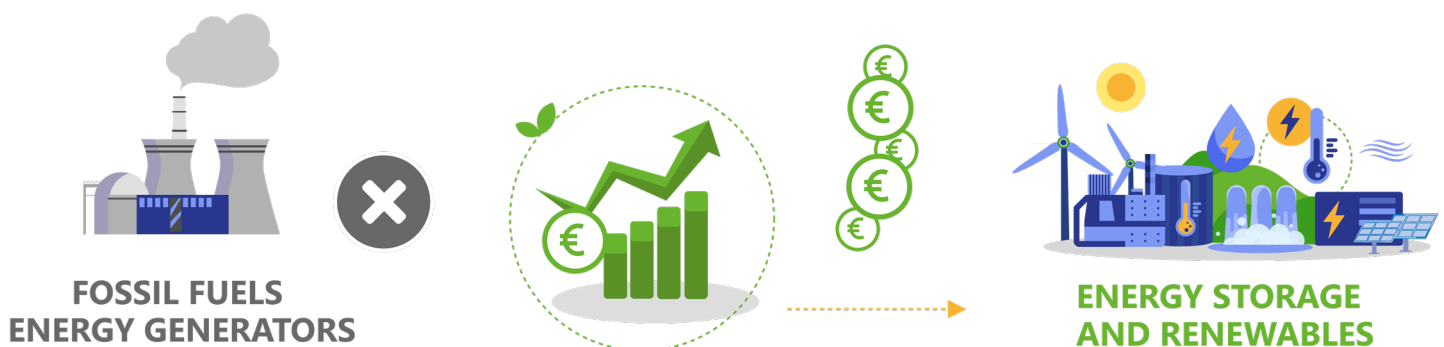 FOSSIL FUELS
ENERGY GENERATORS
€
€
€
€
€
€
ENERGY STORAGE
AND RENEWABLES